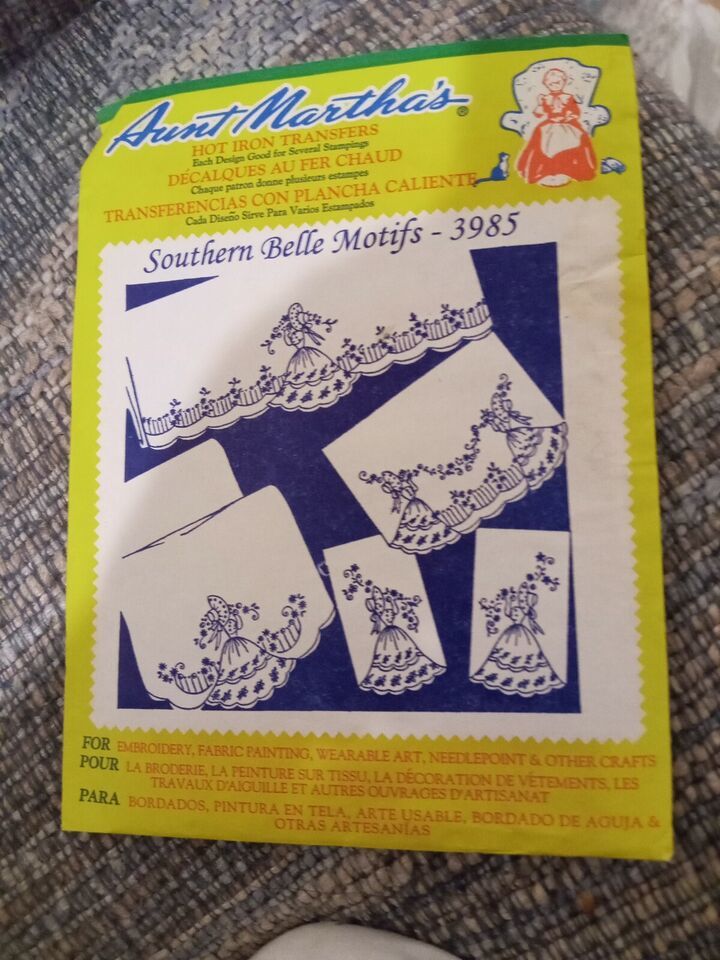 Aunt Martha's®
HOT IRON TRANSFERS
Each Design Good for Several Stampings
DÉCALQUES AU FER CHAUD
Chaque patron donne plusieurs estampes
TRANSFERENCIAS CON PLANCHA CALIENTE
Cada Diseño Sirve Para Varios Estampados
Southern Belle Motifs - 3985
FOR EMBROIDERY, FABRIC PAINTING, WEARABLE ART, NEEDLEPOINT & OTHER CRAFTS
POUR LA BRODERIE, LA PEINTURE SUR TISSU, LA DÉCORATION DE VÉTEMENTS, LES
TRAVAUX D'AIGUILLE ET AUTRES OUVRAGES D'ARTISANAT
PARA BORDADOS, PINTURA EN TELA, ARTE USABLE, BORDADO DE AGUJA &
OTRAS ARTESANÍAS